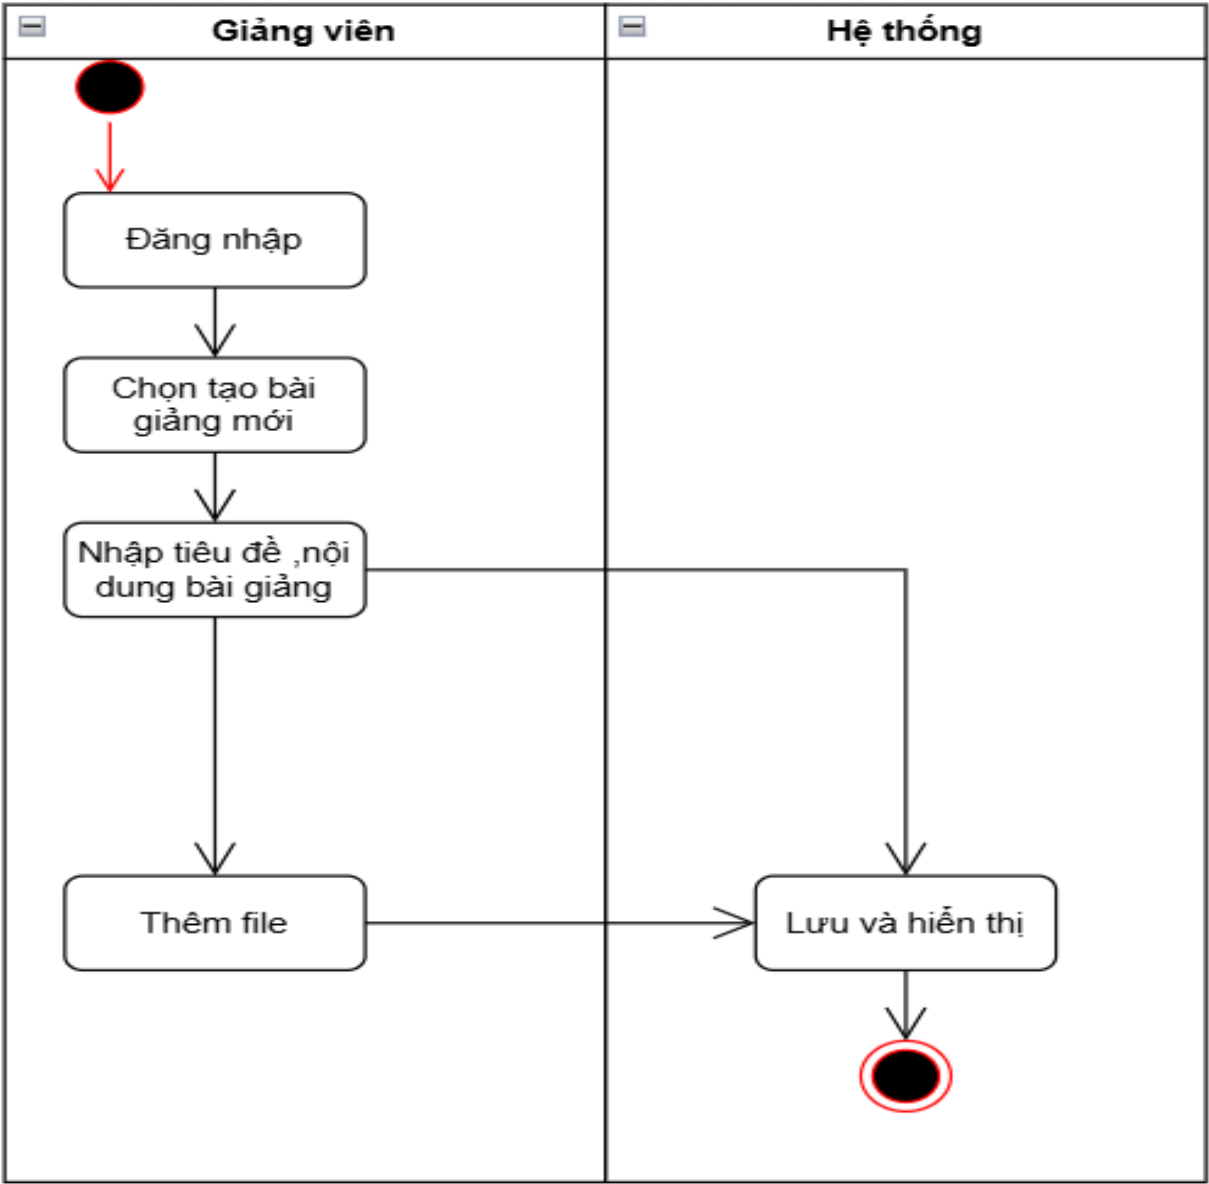 Giảng viên
Hệ thống
Đăng nhập
Chọn tạo bài
giảng mới
Nhập tiêu đề ,nội
dung bài giảng
Thêm file
Lưu và hiển thị